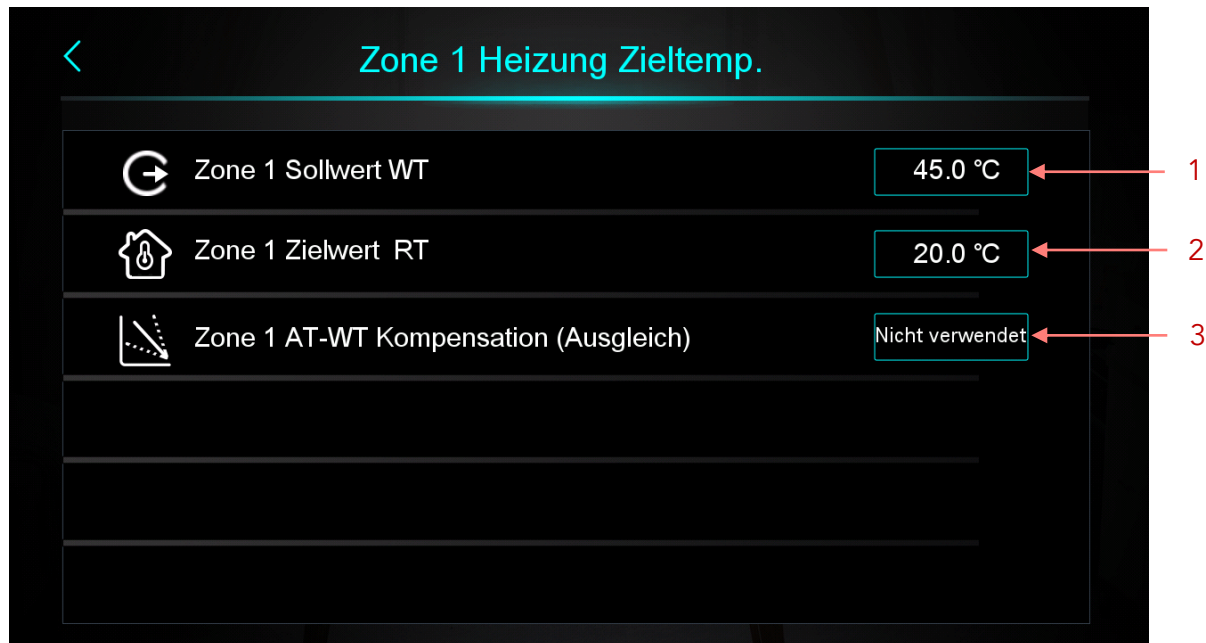 Zone 1 Heizung Zieltemp.
Zone 1 Sollwert WT 45.0 ℃ 1
Zone 1 Zielwert RT 20.0 ℃ 2
Zone 1 AT-WT Kompensation (Ausgleich) Nicht verwendet 3